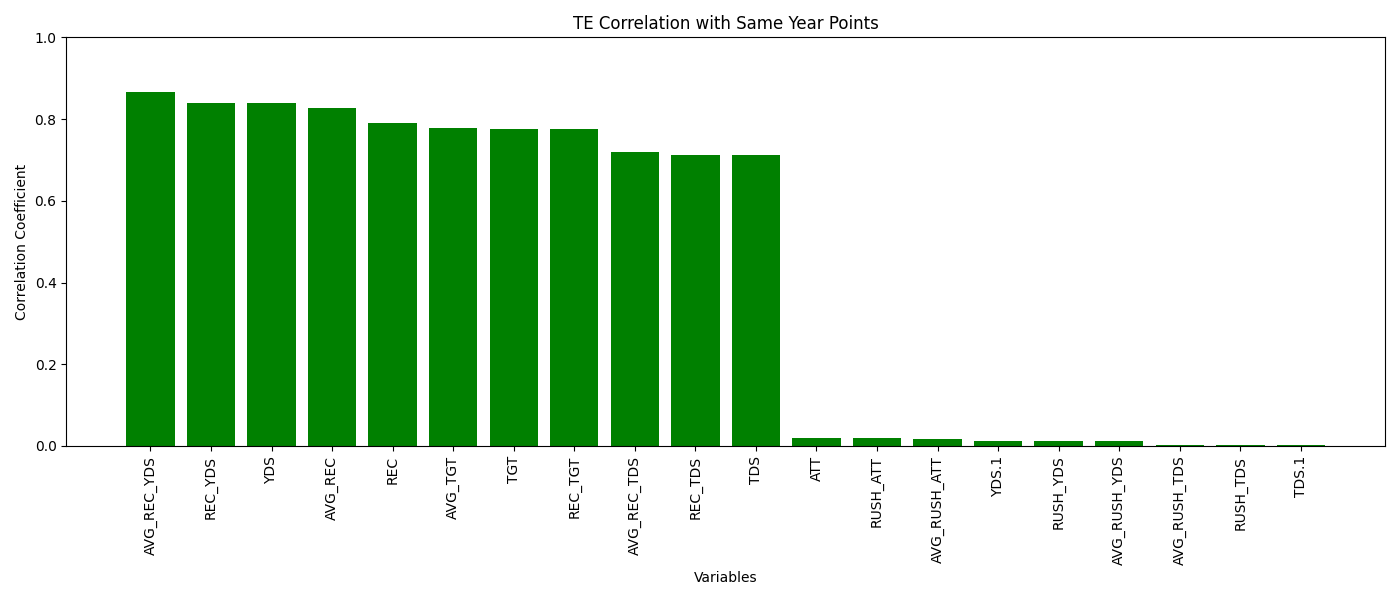 TE Correlation with Same Year Points
1.0
0.8
0.6
0.4
0.2
0.0
Correlation Coefficient
AVG_REC_YDS
REC_YDS
YDS
AVG_REC
REC
AVG_TGT
TGT
REC_TGT
AVG_REC_TDS
REC_TDS
TDS
ATT
RUSH_ATT
AVG_RUSH_ATT
YDS.1
RUSH_YDS
AVG_RUSH_YDS
AVG_RUSH_TDS
RUSH_TDS
TDS.1
Variables